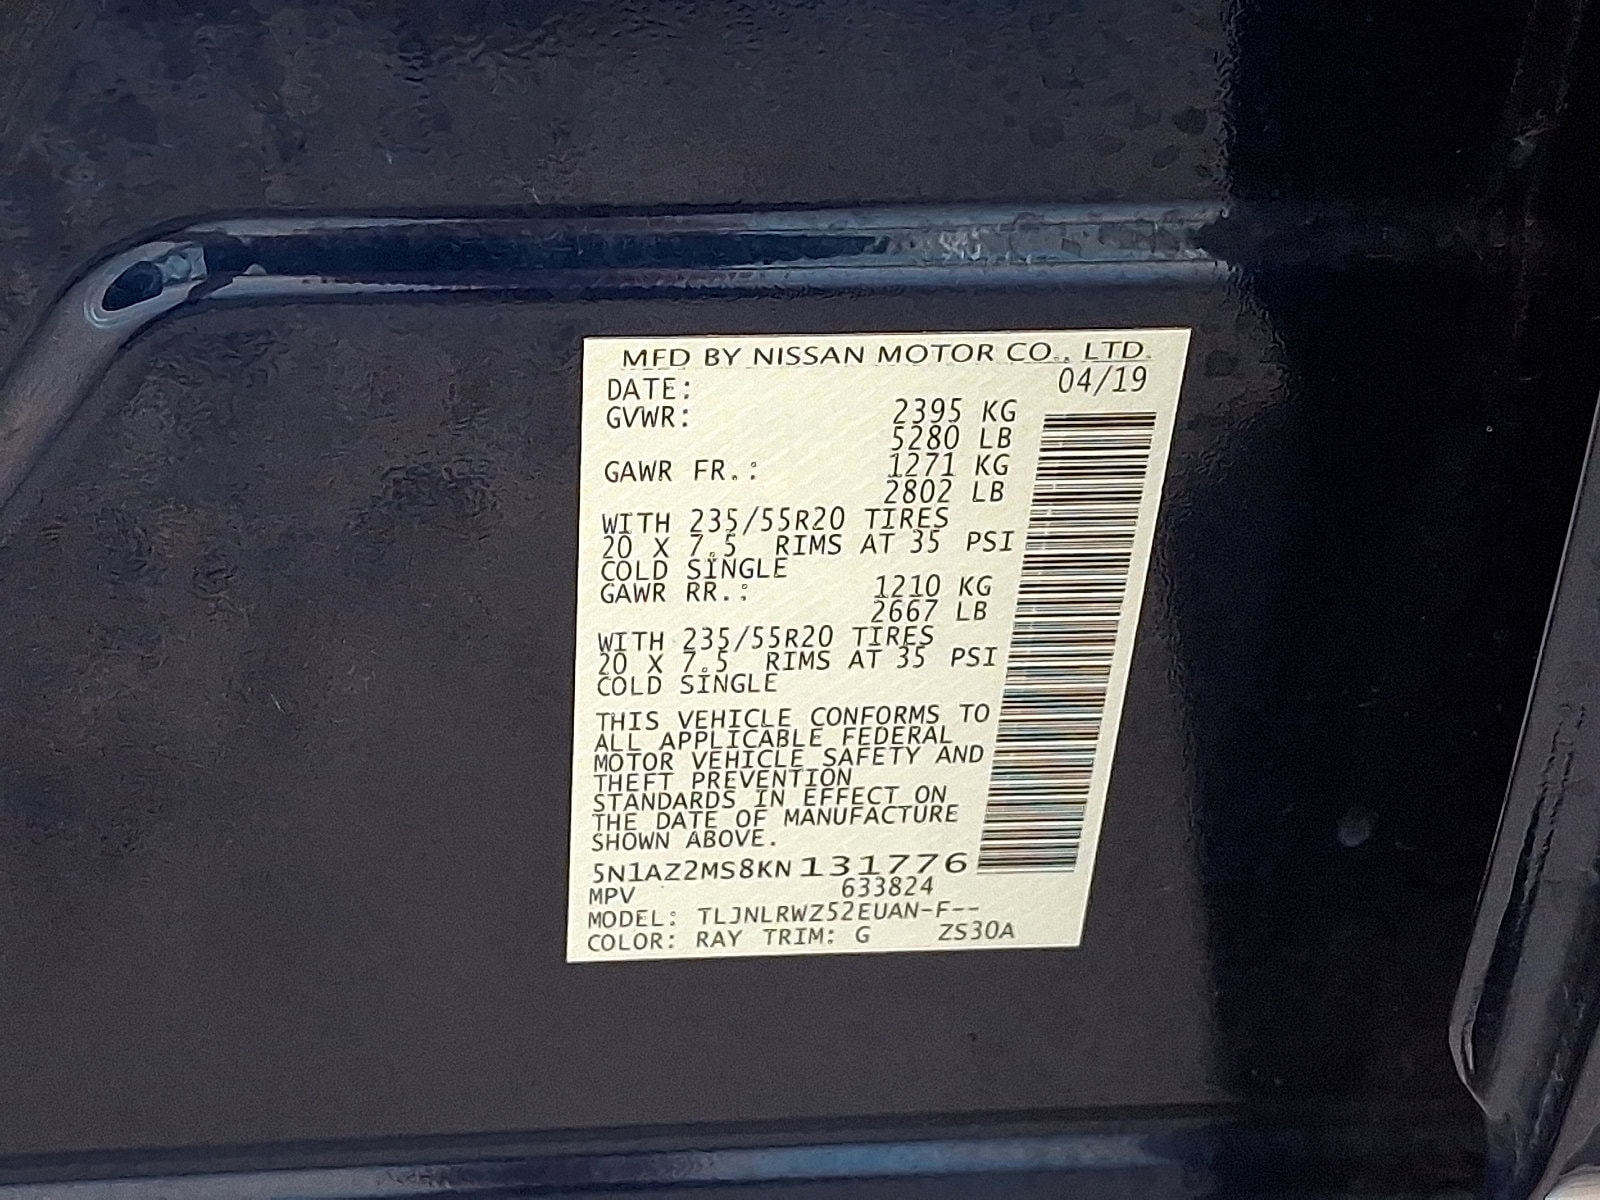 MFD BY NISSAN MOTOR CO., LTD.
DATE: 04/19
GVWR: 2395 KG
5280 LB
GAWR FR.: 1271 KG
2802 LB
WITH 235/55R20 TIRES
20 X 7.5 RIMS AT 35 PSI
COLD SINGLE
GAWR RR.: 1210 KG
2667 LB
WITH 235/55R20 TIRES
20 X 7.5 RIMS AT 35 PSI
COLD SINGLE
THIS VEHICLE CONFORMS TO
ALL APPLICABLE FEDERAL
MOTOR VEHICLE SAFETY AND
THEFT PREVENTION
STANDARDS IN EFFECT ON
THE DATE OF MANUFACTURE
SHOWN ABOVE.
5N1AZ2MS8KN131776
MPV 633824
MODEL: TLJNLRWZ52EUAN-F--
COLOR: RAY TRIM: G ZS30A